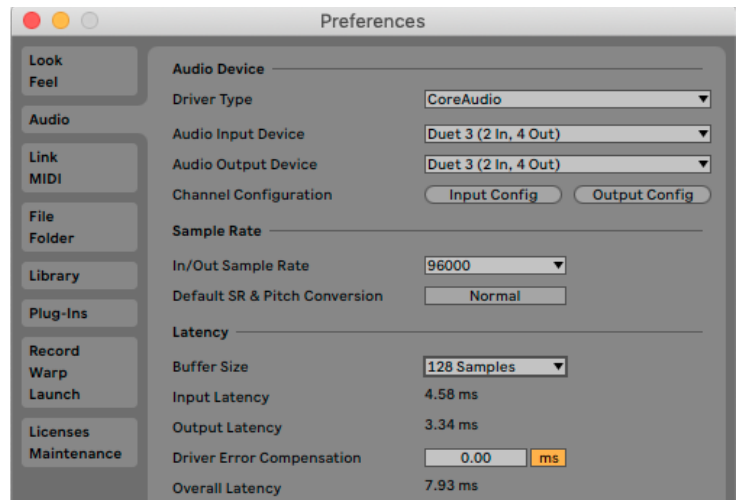 Preferences
Look
Feel
Audio
Link
MIDI
File
Folder
Library
Plug-Ins
Record
Warp
Launch
Licenses
Maintenance
Audio Device
Driver Type CoreAudio
Audio Input Device Duet 3 (2 In, 4 Out)
Audio Output Device Duet 3 (2 In, 4 Out)
Channel Configuration Input Config Output Config
Sample Rate
In/Out Sample Rate 96000
Default SR & Pitch Conversion Normal
Latency
Buffer Size 128 Samples
Input Latency 4.58 ms
Output Latency 3.34 ms
Driver Error Compensation 0.00 ms
Overall Latency 7.93 ms